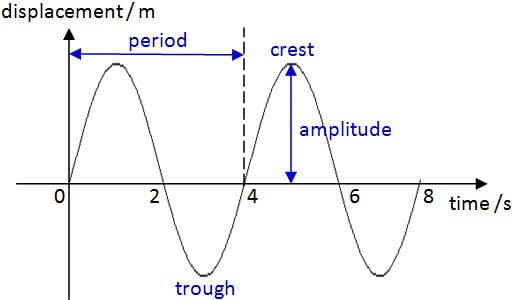 displacement / m
period
crest
amplitude
0 2 4 6 8
time /s
trough